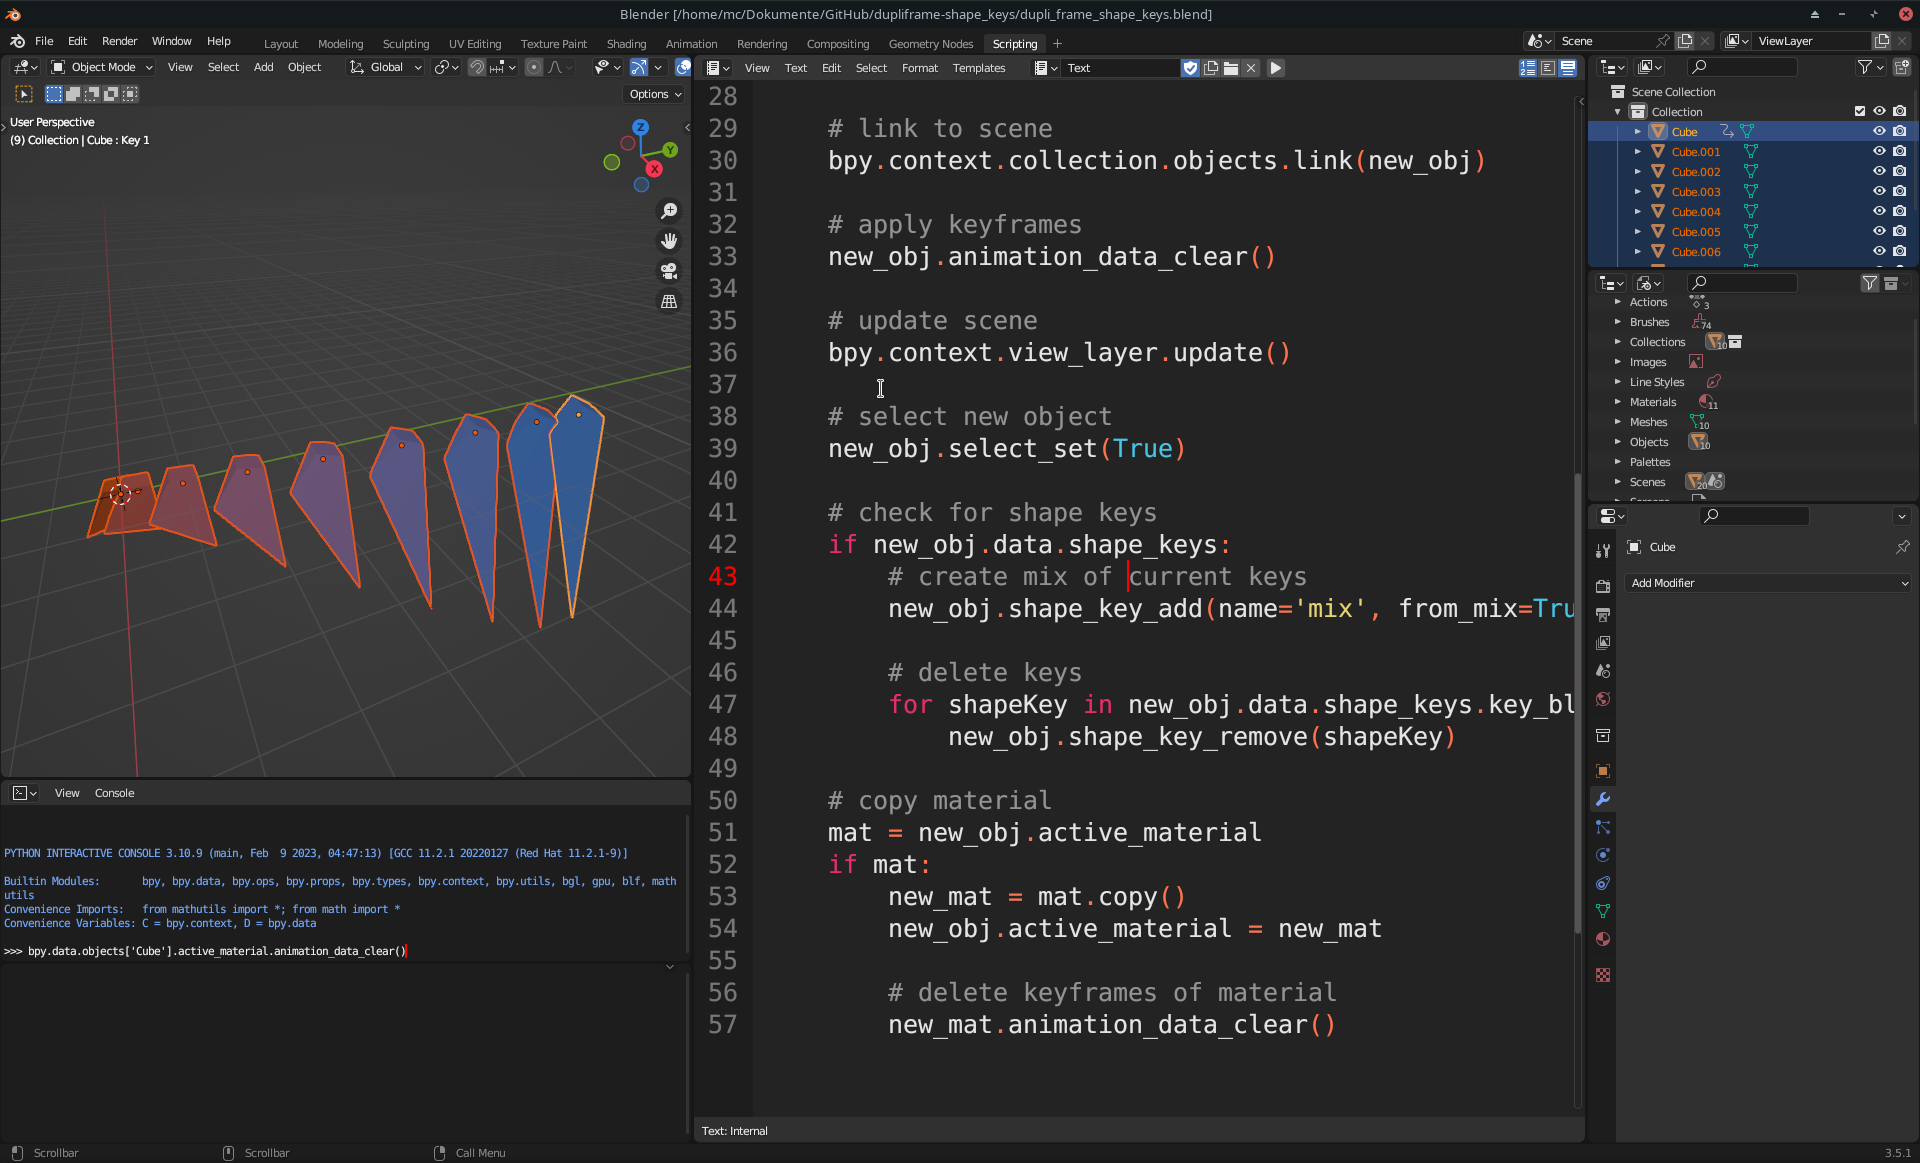 Blender [/home/mc/Dokumente/GitHub/dupliframe-shape_keys/dupli_frame_shape_keys.blend]
File Edit Render Window Help Layout Modeling Sculpting UV Editing Texture Paint Shading Animation Rendering Compositing Geometry Nodes Scripting + Scene ViewLayer
Object Mode View Select Add Object Global
Options
User Perspective
(9) Collection | Cube : Key 1
Z
Y
X
View Text Edit Select Format Templates Text
28
29 # link to scene
30 bpy.context.collection.objects.link(new_obj)
31
32 # apply keyframes
33 new_obj.animation_data_clear()
34
35 # update scene
36 bpy.context.view_layer.update()
37
38 # select new object
39 new_obj.select_set(True)
40
41 # check for shape keys
42 if new_obj.data.shape_keys:
43 # create mix of current keys
44 new_obj.shape_key_add(name='mix', from_mix=Tru
45
46 # delete keys
47 for shapeKey in new_obj.data.shape_keys.key_bl
48 new_obj.shape_key_remove(shapeKey)
49
50 # copy material
51 mat = new_obj.active_material
52 if mat:
53 new_mat = mat.copy()
54 new_obj.active_material = new_mat
55
56 # delete keyframes of material
57 new_mat.animation_data_clear()
Text: Internal
View Console
PYTHON INTERACTIVE CONSOLE 3.10.9 (main, Feb  9 2023, 04:47:13) [GCC 11.2.1 20220127 (Red Hat 11.2.1-9)]
Builtin Modules: bpy, bpy.data, bpy.ops, bpy.props, bpy.types, bpy.context, bpy.utils, bgl, gpu, blf, math
utils
Convenience Imports: from mathutils import *; from math import *
Convenience Variables: C = bpy.context, D = bpy.data
>>> bpy.data.objects['Cube'].active_material.animation_data_clear()
Scene Collection
Collection
Cube
Cube.001
Cube.002
Cube.003
Cube.004
Cube.005
Cube.006
Actions 3
Brushes 74
Collections 10
Images
Line Styles
Materials 11
Meshes 10
Objects 10
Palettes
Scenes 20
Cube
Add Modifier
Scrollbar Scrollbar Call Menu 3.5.1